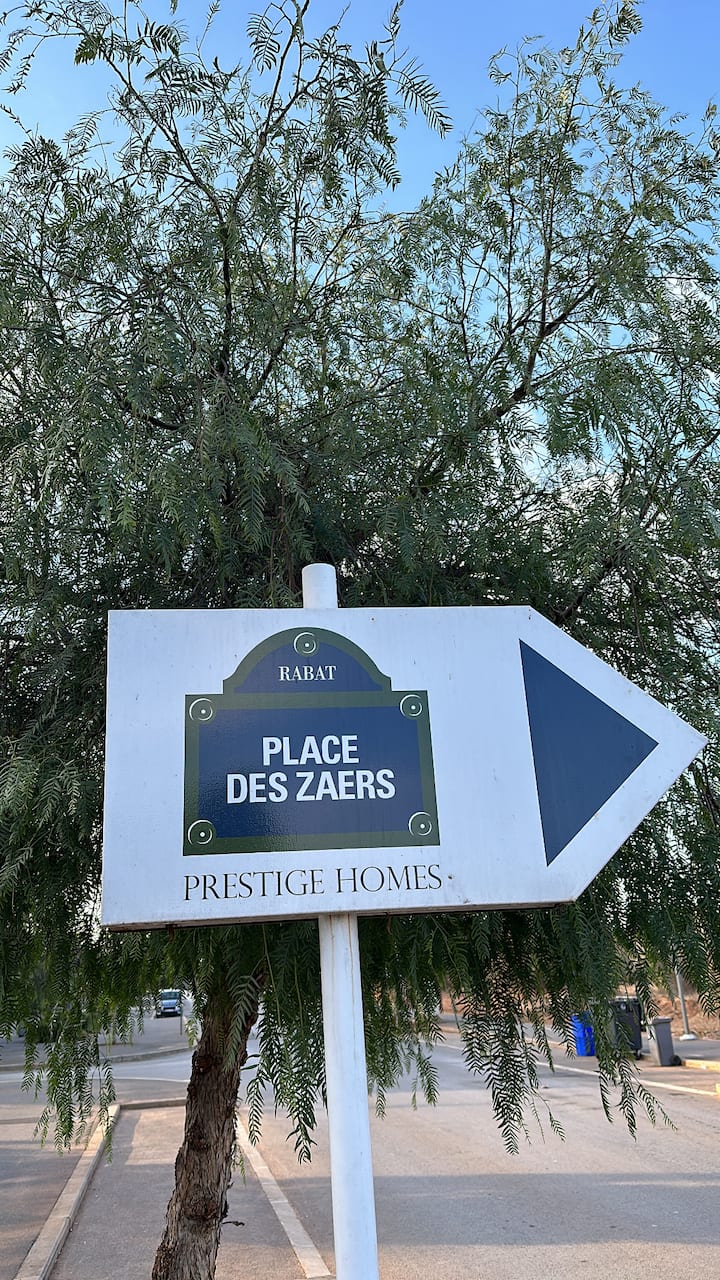 RABAT
PLACE
DES ZAERS
PRESTIGE HOMES